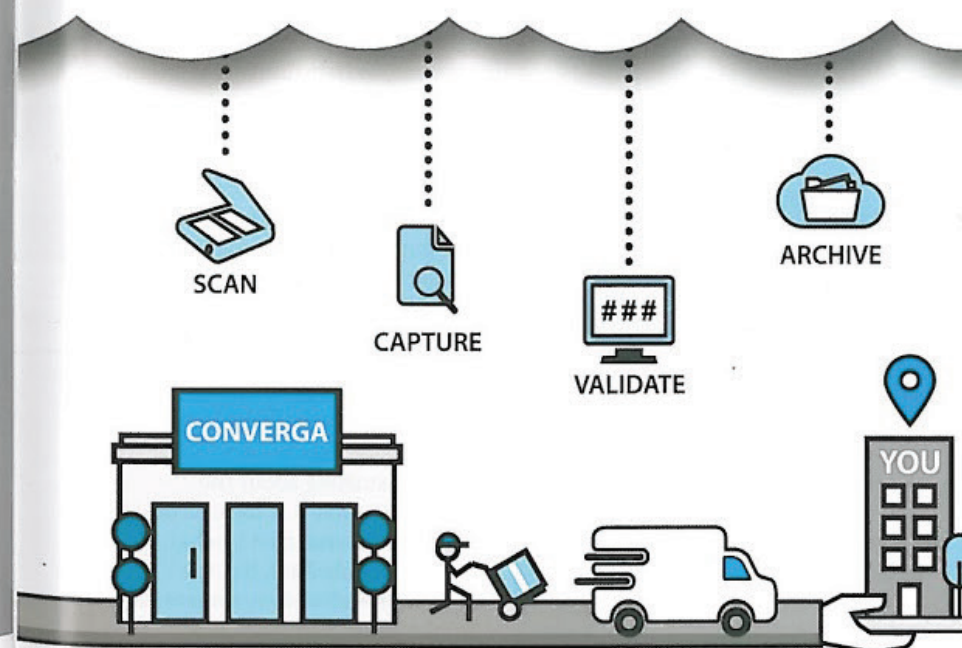 SCAN
CAPTURE
###
VALIDATE
ARCHIVE
CONVERGA
YOU